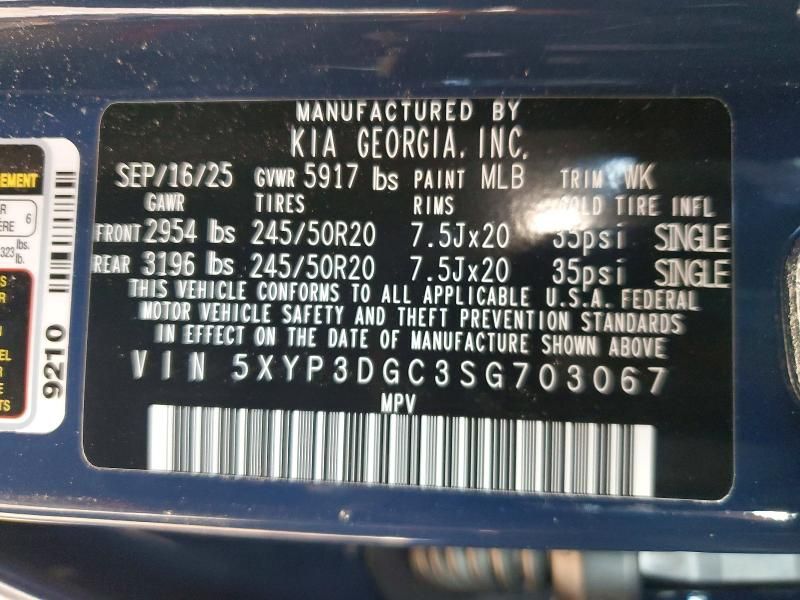 MANUFACTURED BY
KIA GEORGIA, INC.
SEP/16/25 GVWR 5917 lbs PAINT MLB TRIM WK
GAWR TIRES RIMS COLD TIRE INFL
FRONT 2954 lbs 245/50R20 7.5Jx20 35psi SINGLE
REAR 3196 lbs 245/50R20 7.5Jx20 35psi SINGLE
THIS VEHICLE CONFORMS TO ALL APPLICABLE U.S.A. FEDERAL
MOTOR VEHICLE SAFETY AND THEFT PREVENTION STANDARDS
IN EFFECT ON THE DATE OF MANUFACTURE SHOWN ABOVE
VIN 5XYP3DGC3SG703067
MPV
9210
6
lbs.